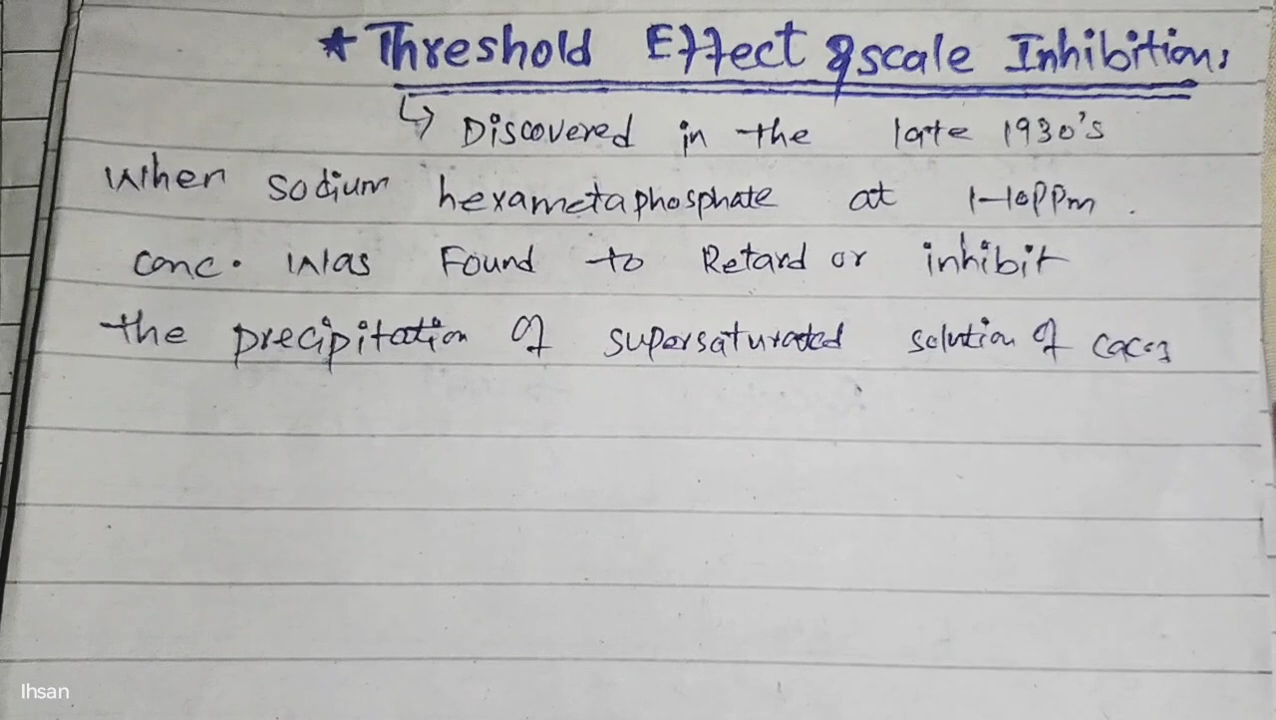 * Threshold Effect & scale Inhibition:
↳ Discovered in the late 1930's
When sodium hexametaphosphate at 1-10ppm.
conc. was Found to Retard or inhibit
the precipitation of supersaturated solution of CaCO3
Ihsan